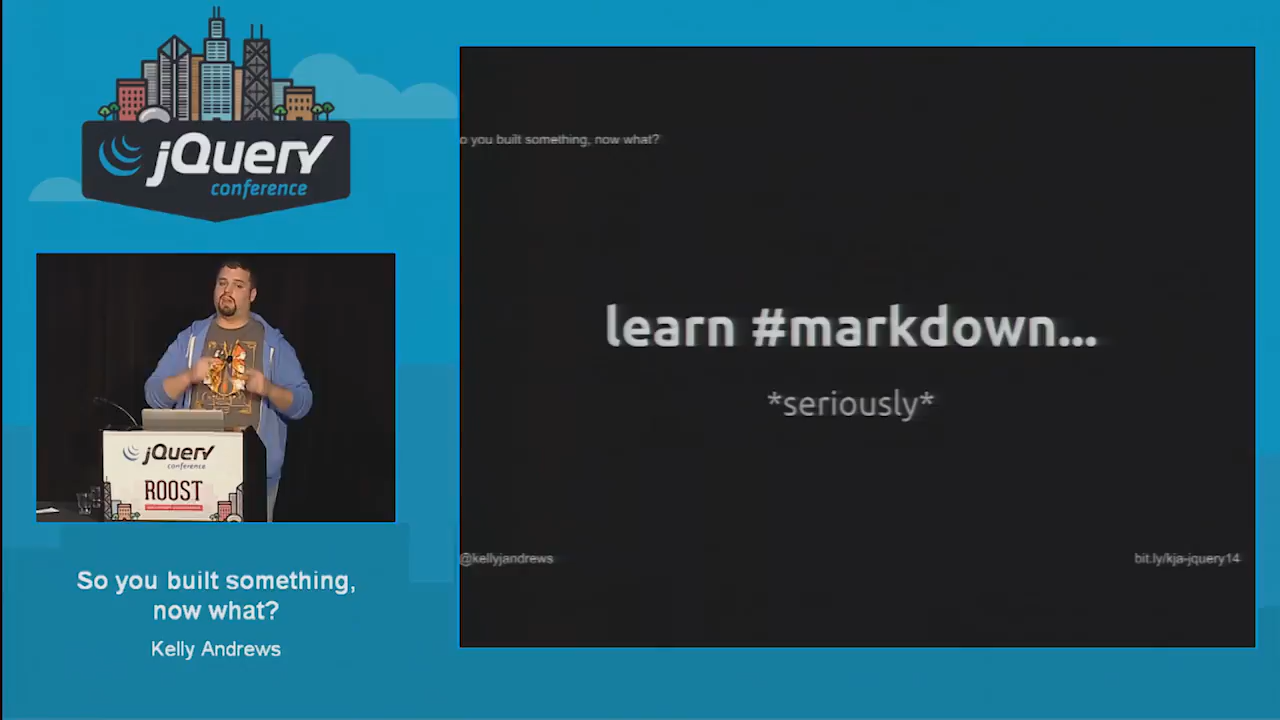 jQuery
conference
o you built something, now what?
learn #markdown...
*seriously*
@kellyjandrews
bit.ly/kja-jquery14
jQuery
conference
ROOST
So you built something,
now what?
Kelly Andrews